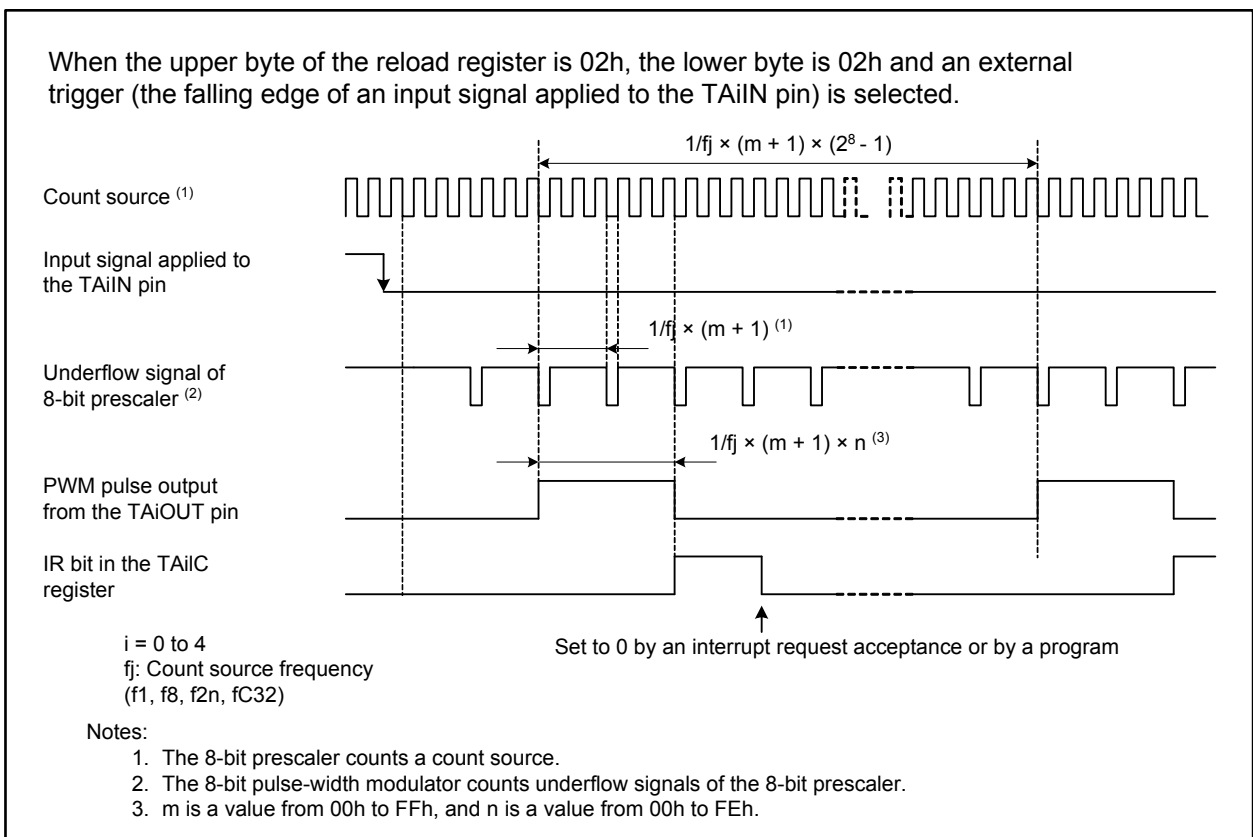 When the upper byte of the reload register is 02h, the lower byte is 02h and an external
trigger (the falling edge of an input signal applied to the TAiIN pin) is selected.
1/fj × (m + 1) × (2⁸ - 1)
Count source (1)
Input signal applied to
the TAiIN pin
1/fj × (m + 1) (1)
Underflow signal of
8-bit prescaler (2)
1/fj × (m + 1) × n (3)
PWM pulse output
from the TAiOUT pin
IR bit in the TAiIC
register
Set to 0 by an interrupt request acceptance or by a program
i = 0 to 4
fj: Count source frequency
(f1, f8, f2n, fC32)
Notes:
1. The 8-bit prescaler counts a count source.
2. The 8-bit pulse-width modulator counts underflow signals of the 8-bit prescaler.
3. m is a value from 00h to FFh, and n is a value from 00h to FEh.